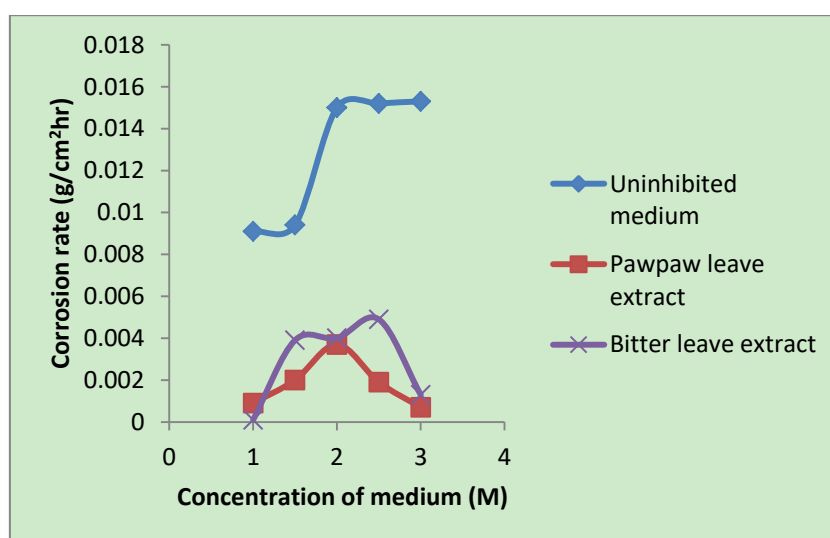 0.018
0.016
0.014
0.012
0.01
0.008
0.006
0.004
0.002
0
Corrosion rate (g/cm²hr)
0 1 2 3 4
Concentration of medium (M)
Uninhibited
medium
Pawpaw leave
extract
Bitter leave extract